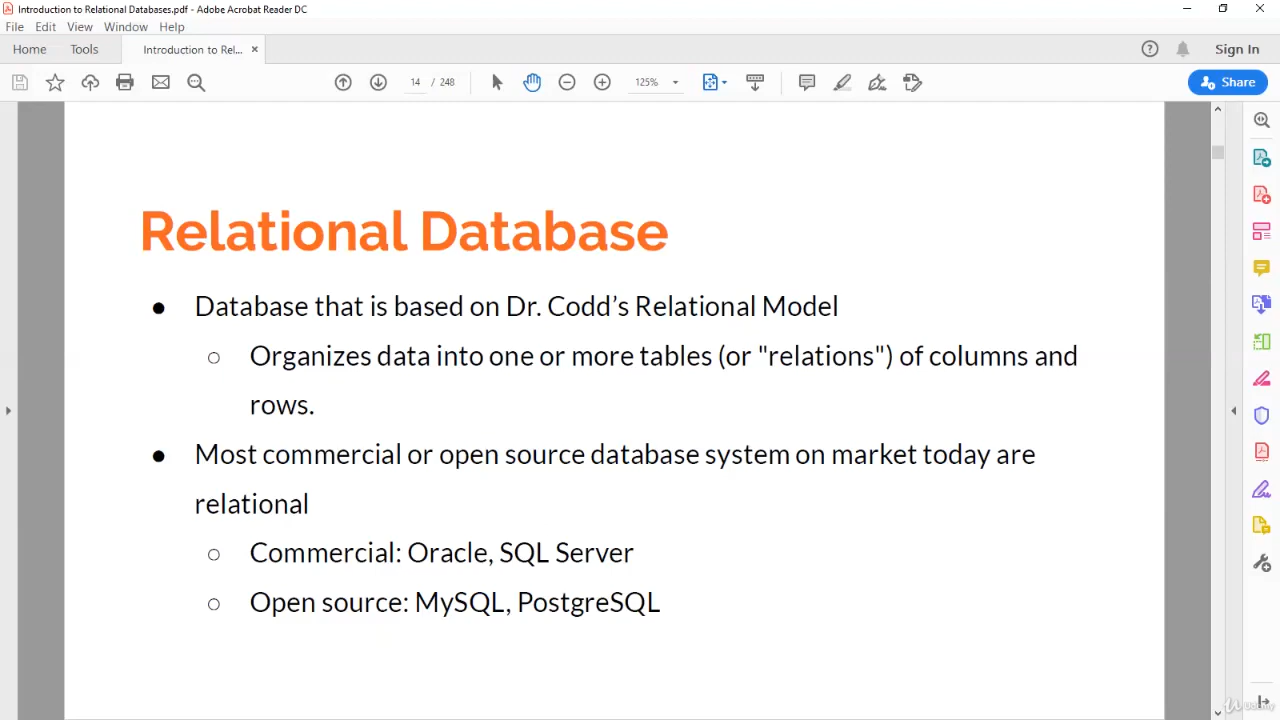 Introduction to Relational Databases.pdf - Adobe Acrobat Reader DC
File Edit View Window Help
Home Tools Introduction to Rel... × Sign In
14 / 248 125% Share
Relational Database
● Database that is based on Dr. Codd’s Relational Model
○ Organizes data into one or more tables (or "relations") of columns and
rows.
● Most commercial or open source database system on market today are
relational
○ Commercial: Oracle, SQL Server
○ Open source: MySQL, PostgreSQL
Udemy